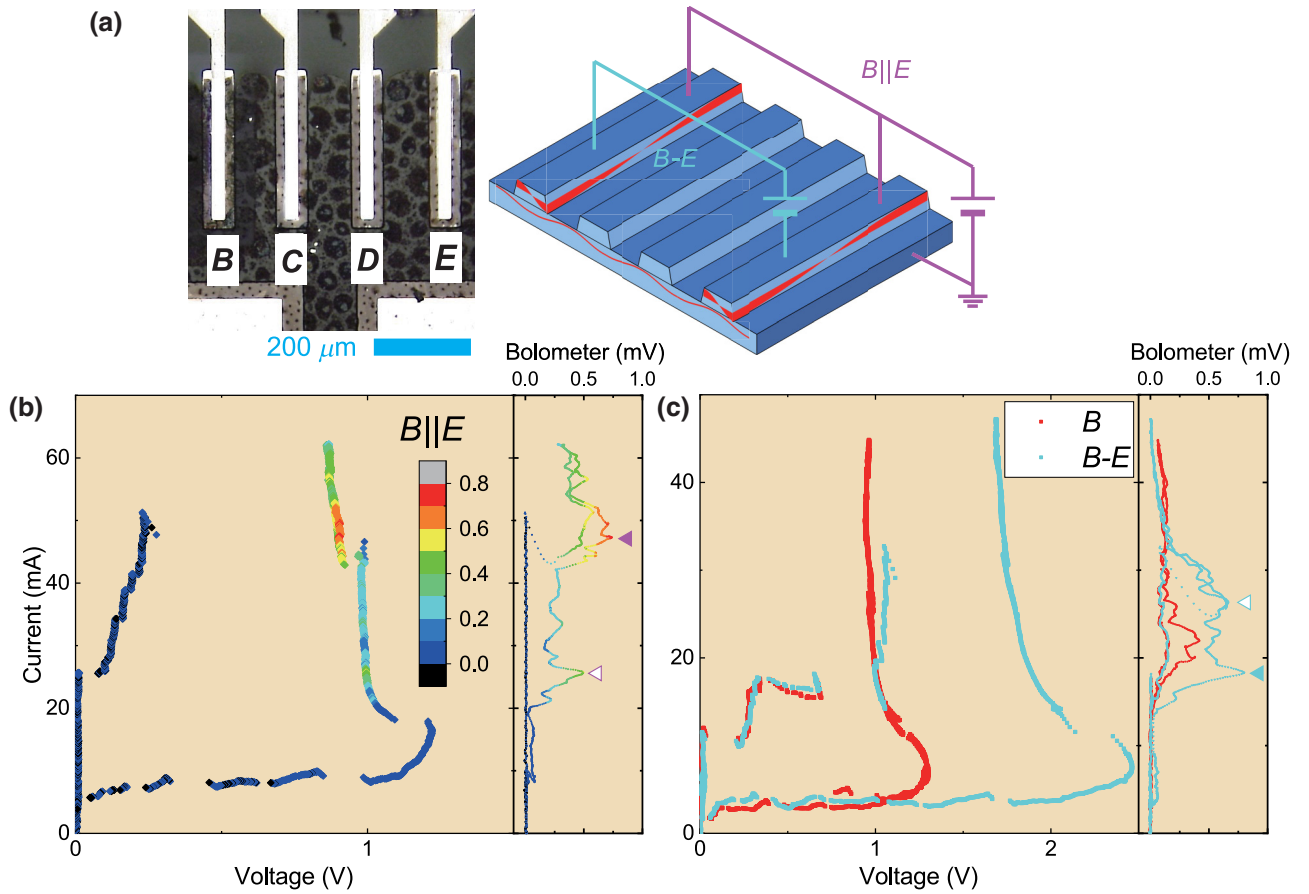 (a)
B C D E
200 μm
B||E
B-E
Bolometer (mV)
0.0 0.5 1.0
(b)
B||E
0.8
0.6
0.4
0.2
0.0
Current (mA)
60
40
20
0
0 1
Voltage (V)
Bolometer (mV)
0.0 0.5 1.0
(c)
B
B-E
40
20
0
0 1 2
Voltage (V)